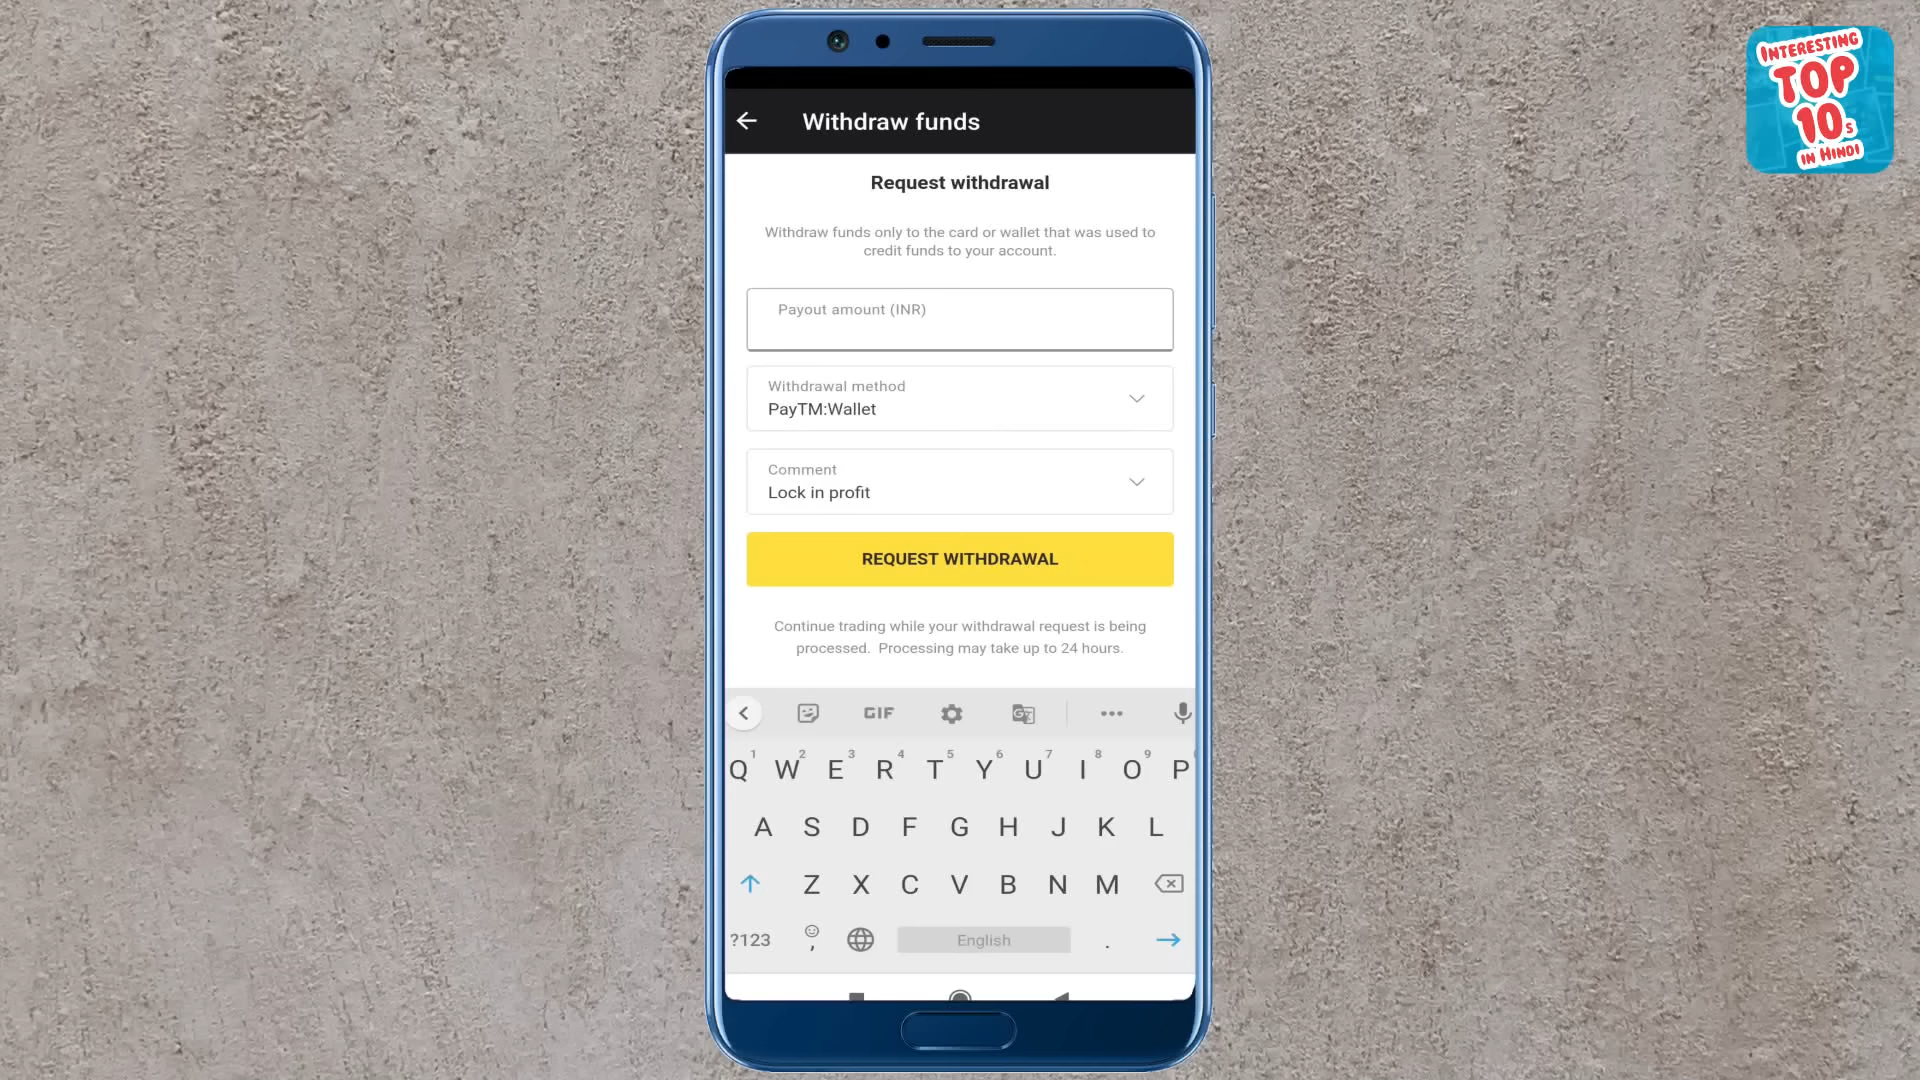 INTERESTING
TOP
10s
IN HINDI
Withdraw funds
Request withdrawal
Withdraw funds only to the card or wallet that was used to
credit funds to your account.
Payout amount (INR)
Withdrawal method
PayTM:Wallet
Comment
Lock in profit
REQUEST WITHDRAWAL
Continue trading while your withdrawal request is being
processed. Processing may take up to 24 hours.
GIF
1 2 3 4 5 6 7 8 9
Q W E R T Y U I O P
A S D F G H J K L
Z X C V B N M
?123 , English .